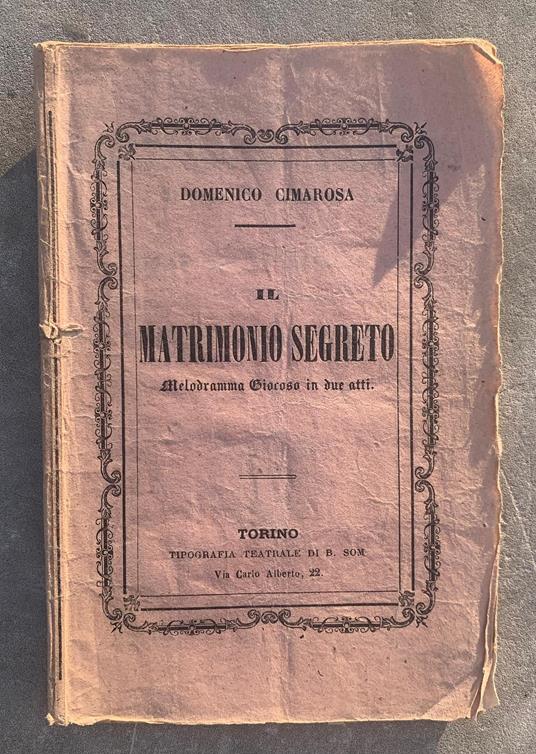 DOMENICO CIMAROSA
IL
MATRIMONIO SEGRETO
Melodramma Giocoso in due atti.
TORINO
TIPOGRAFIA TEATRALE DI B. SOM
Via Carlo Alberto, 22.